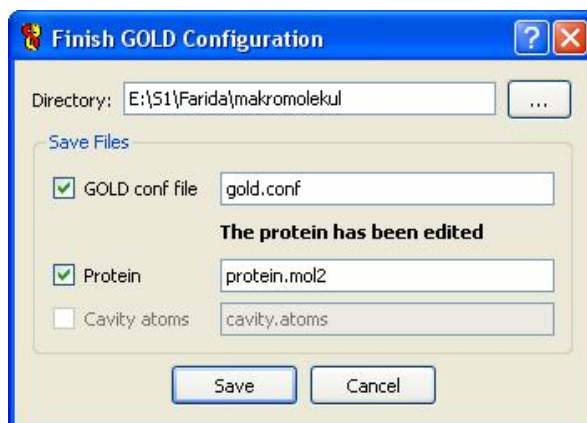 Finish GOLD Configuration
Directory: E:\S1\Farida\makromolekul ...
Save Files
GOLD conf file gold.conf
The protein has been edited
Protein protein.mol2
Cavity atoms cavity.atoms
Save Cancel